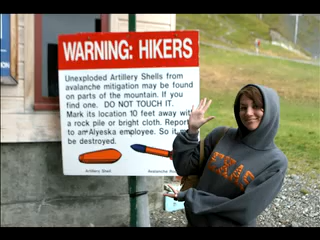 WARNING: HIKERS
Unexploded Artillery Shells from
avalanche mitigation may be found
on parts of the mountain. If you
find one. DO NOT TOUCH IT.
Mark its location 10 feet away with
a rock pile or bright cloth. Report
to an Alyeska employee. So it
be destroyed.
Artillery Shell
Avalanche
TEXAS